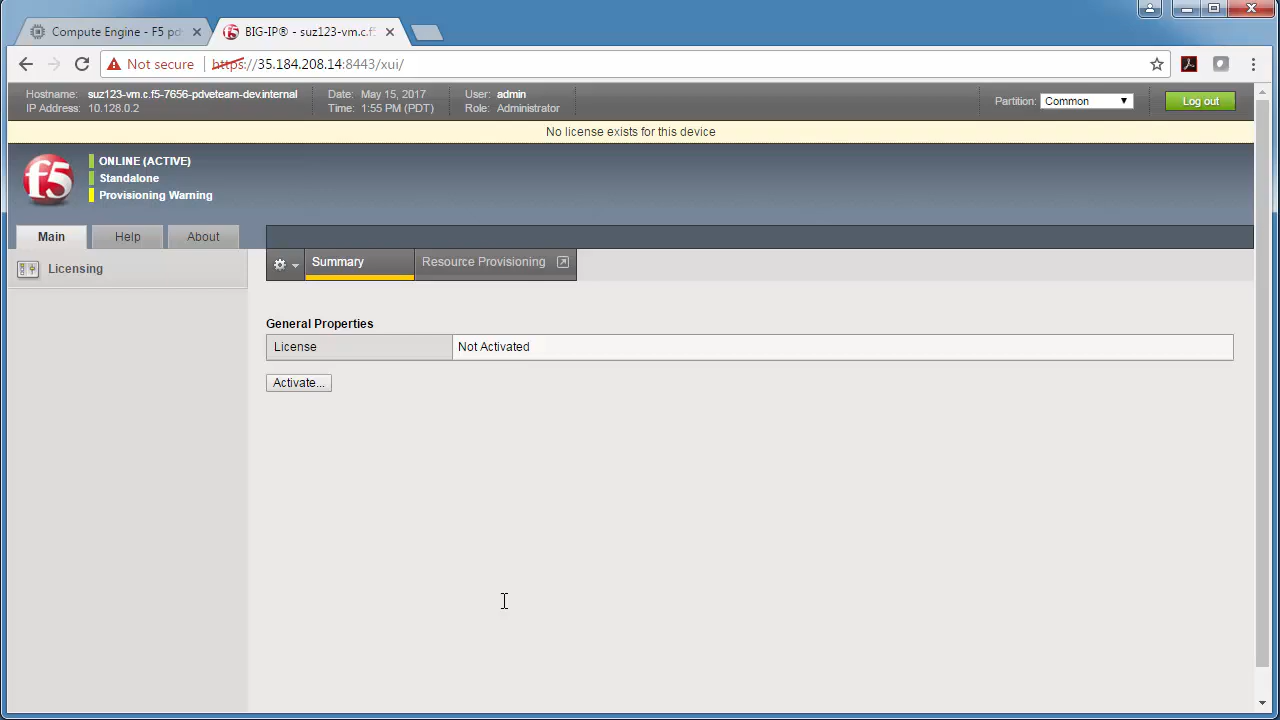 Compute Engine - F5 pd
BIG-IP® - suz123-vm.c.f5
Not secure
https://35.184.208.14:8443/xui/
Hostname: suz123-vm.c.f5-7656-pdveteam-dev.internal
IP Address: 10.128.0.2
Date: May 15, 2017
Time: 1:55 PM (PDT)
User: admin
Role: Administrator
Partition: Common
Log out
No license exists for this device
f5
ONLINE (ACTIVE)
Standalone
Provisioning Warning
Main
Help
About
Licensing
Summary
Resource Provisioning
General Properties
License
Not Activated
Activate...